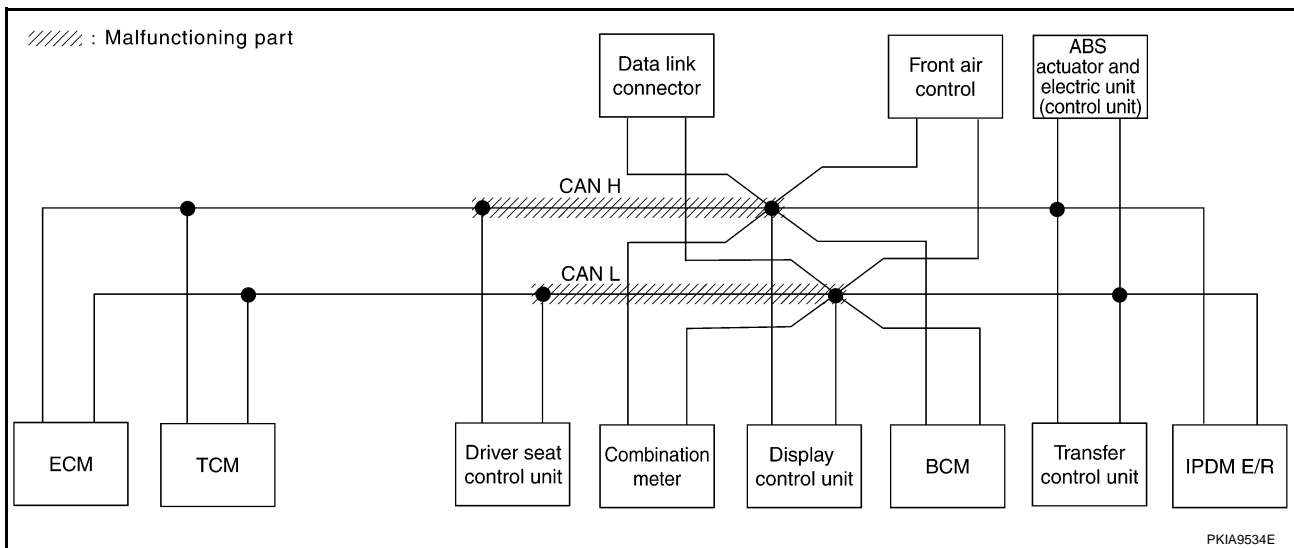 : Malfunctioning part
Data link
connector
Front air
control
ABS
actuator and
electric unit
(control unit)
CAN H
CAN L
ECM
TCM
Driver seat
control unit
Combination
meter
Display
control unit
BCM
Transfer
control unit
IPDM E/R
PKIA9534E